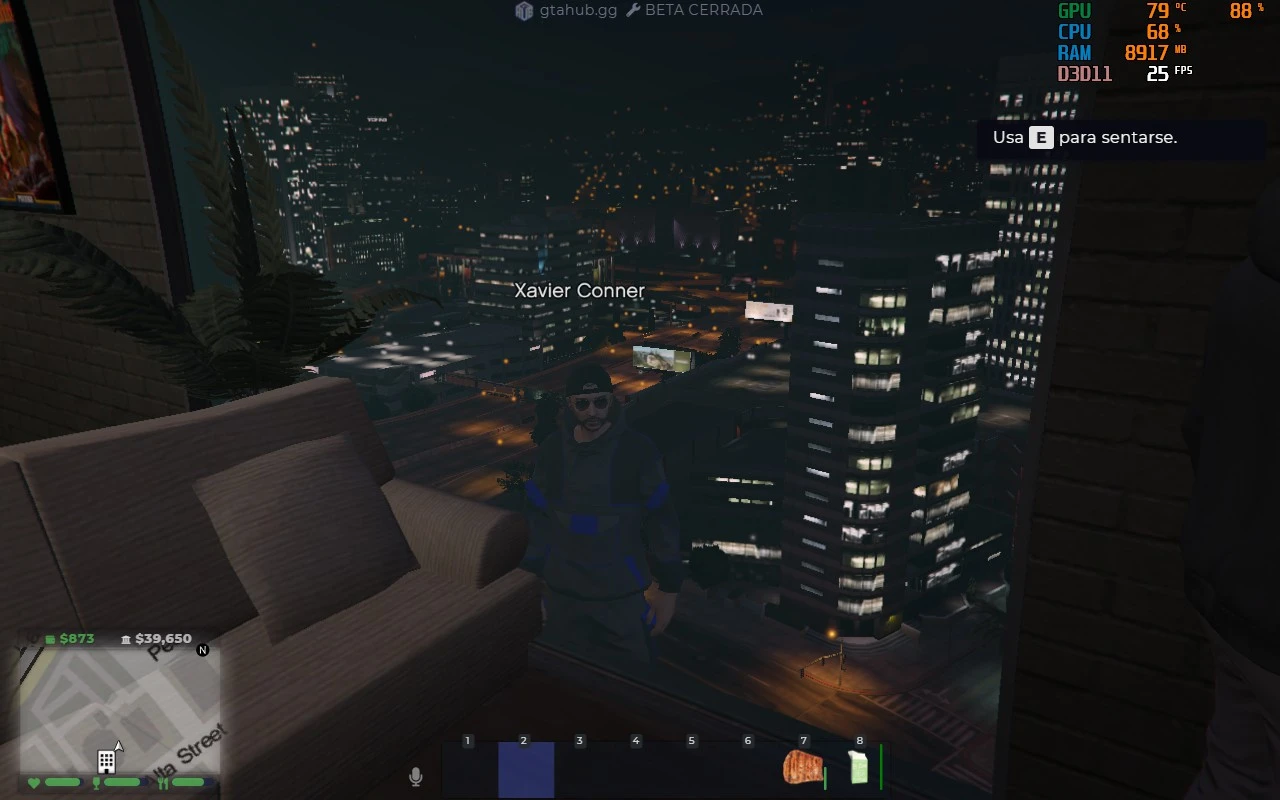 gtahub.gg BETA CERRADA
GPU 79 °C 88 %
CPU 68 %
RAM 8917 MB
D3D11 25 FPS
Usa E para sentarse.
Xavier Conner
$873 $39,650
N
Alta Street
1 2 3 4 5 6 7 8